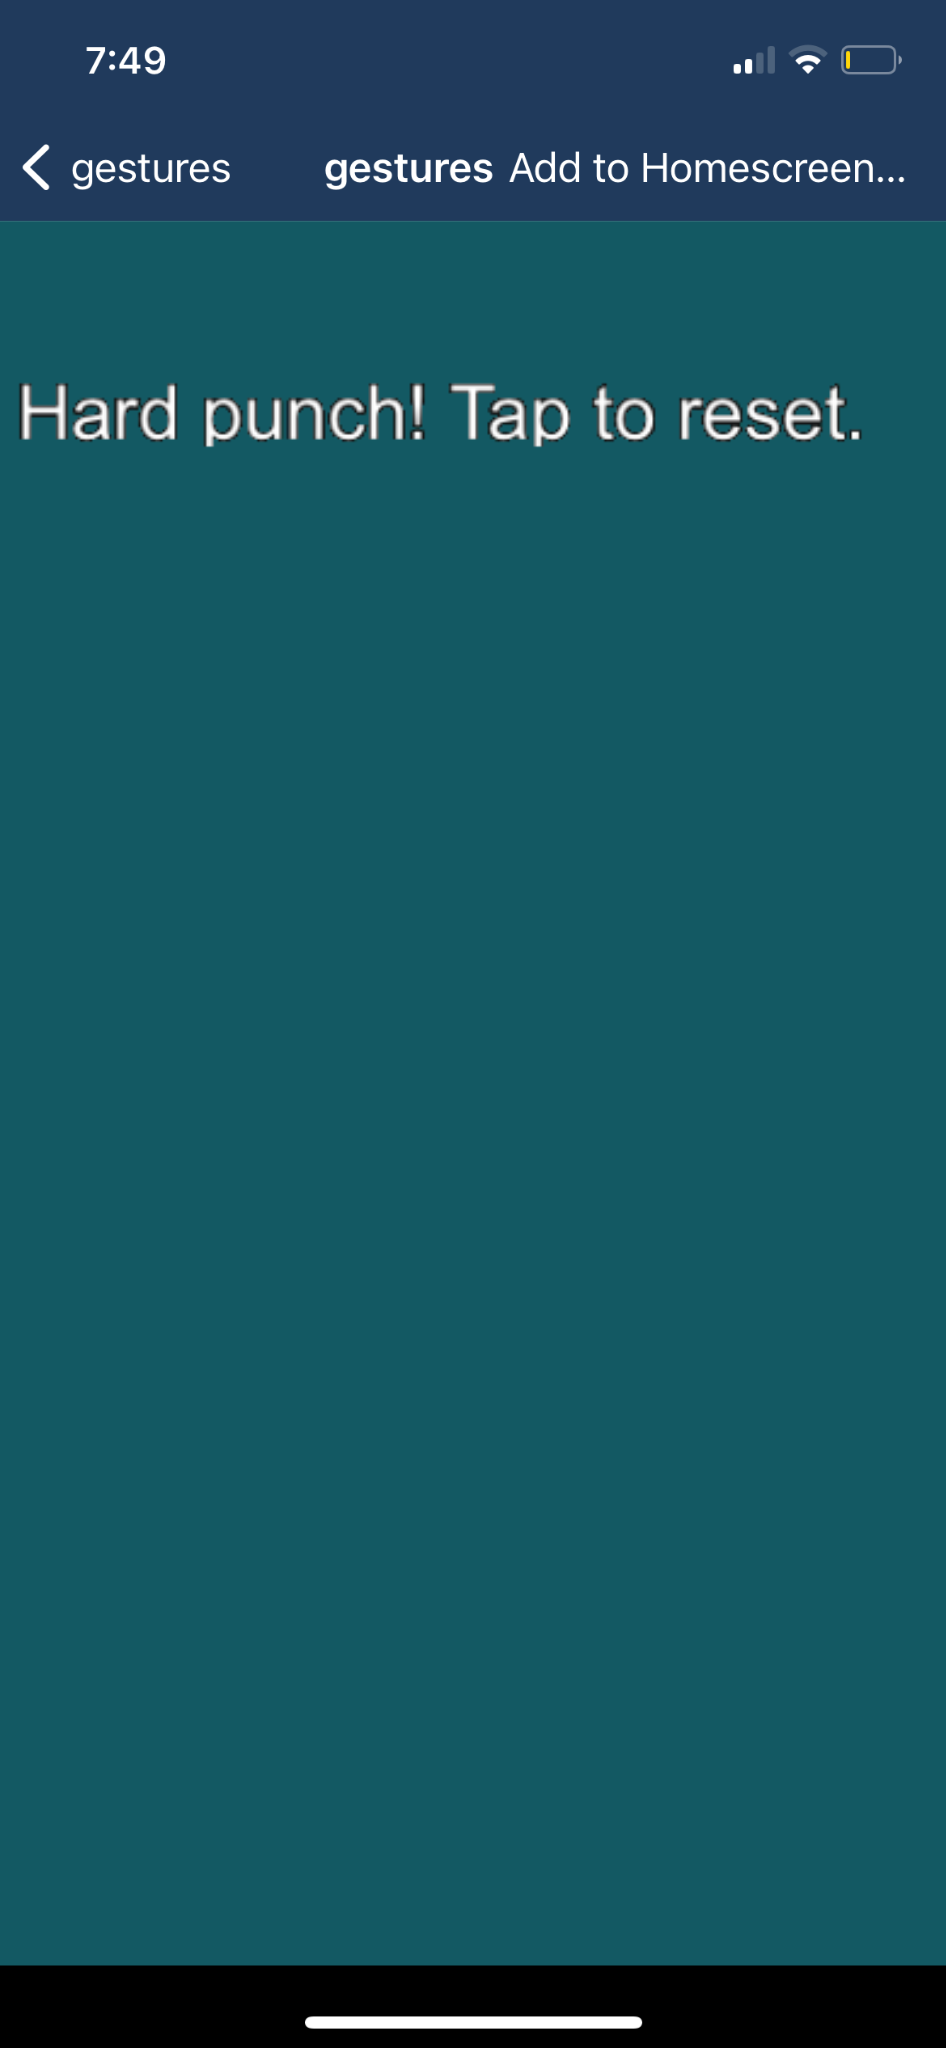 7:49
gestures gestures Add to Homescreen...
Hard punch! Tap to reset.